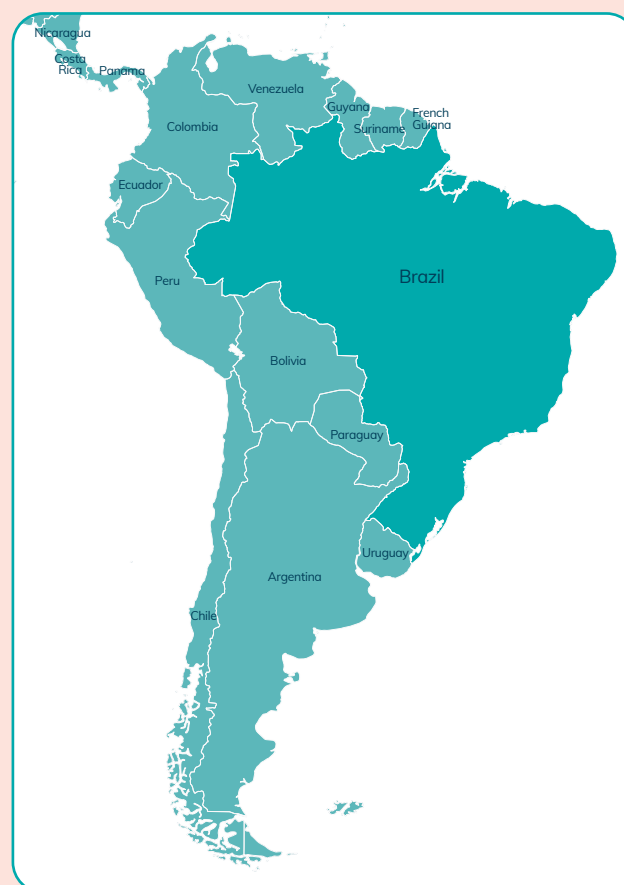 Nicaragua
Costa
Rica
Panama
Venezuela
Guyana
French
Guiana
Suriname
Colombia
Ecuador
Brazil
Peru
Bolivia
Paraguay
Uruguay
Argentina
Chile